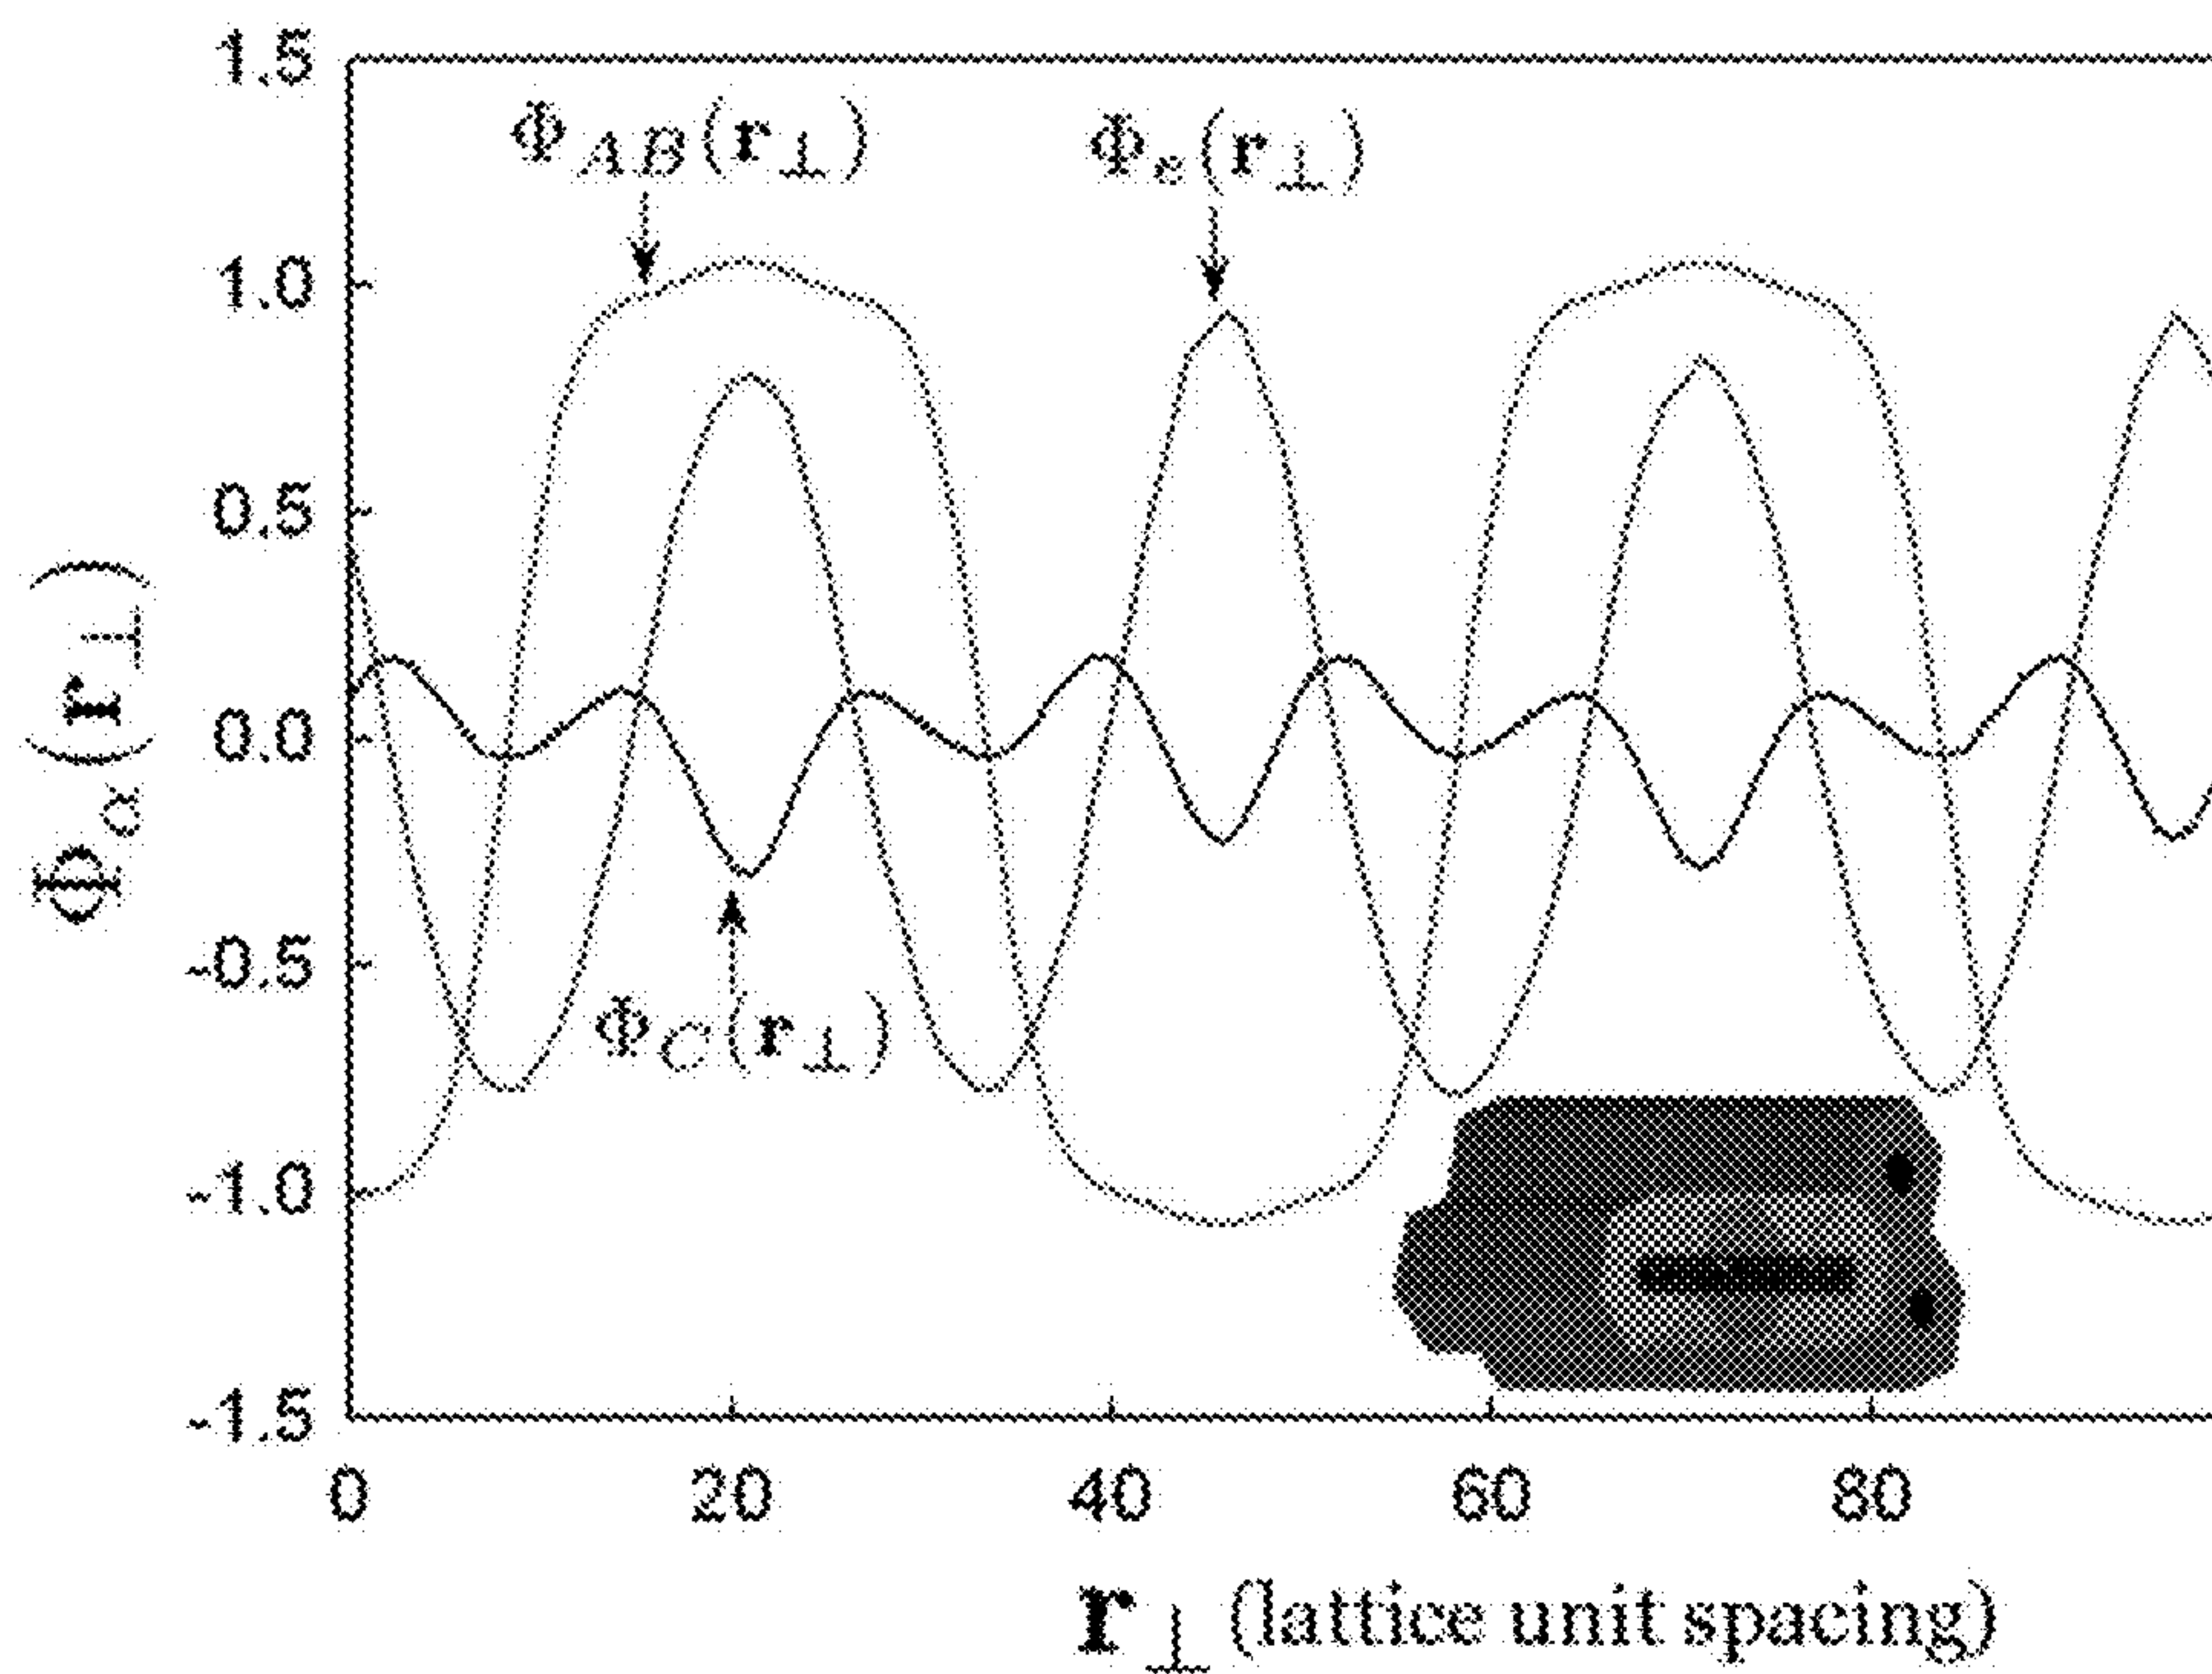 1.5
Φ_AB(r⊥) Φ_e(r⊥)
1.0
0.5
Φ_α(r⊥)
0.0
-0.5
Φ_C(r⊥)
-1.0
-1.5
0 20 40 60 80
r⊥ (lattice unit spacing)